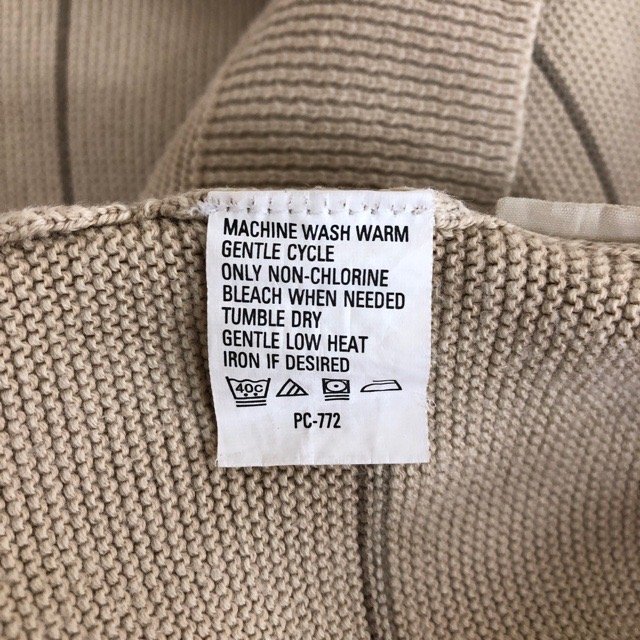 MACHINE WASH WARM
GENTLE CYCLE
ONLY NON-CHLORINE
BLEACH WHEN NEEDED
TUMBLE DRY
GENTLE LOW HEAT
IRON IF DESIRED
40C
PC-772